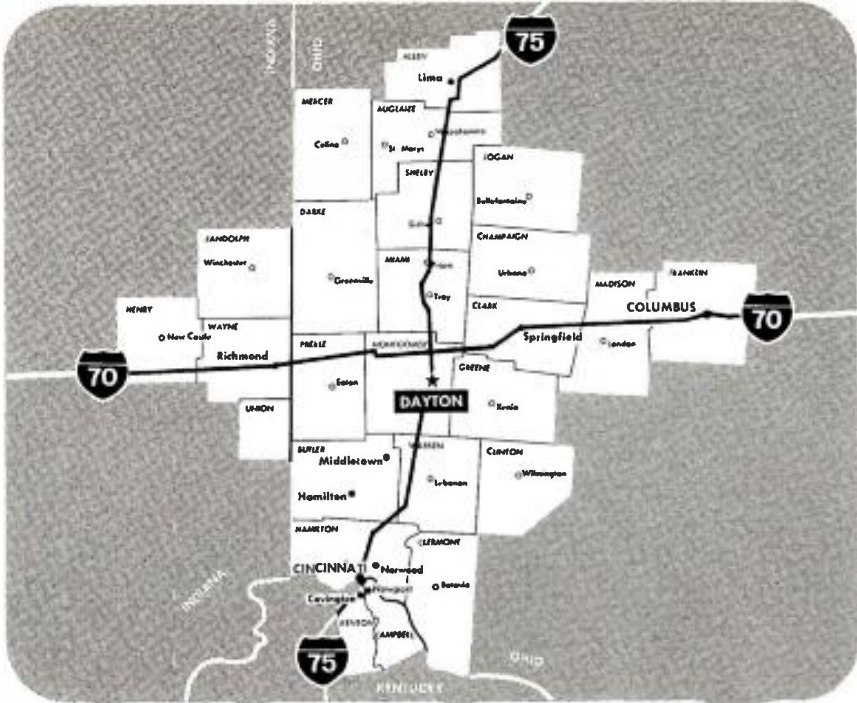 75
INDIANA
OHIO
ALLEN
Lima
MERCER
AUGLAIZE
Wapakoneta
Celina
St Marys
LOGAN
SHELBY
Bellefontaine
DARKE
CHAMPAIGN
RANDOLPH
MIAMI
Winchester
Greenville
Urbana
MADISON
FRANKLIN
Troy
HENRY
CLARK
COLUMBUS
70
WAYNE
New Castle
PREBLE
MONTGOMERY
Springfield
London
Richmond
70
GREENE
Eaton
DAYTON
UNION
Xenia
BUTLER
WARREN
CLINTON
Middletown
Lebanon
Wilmington
Hamilton
HAMILTON
CLERMONT
CINCINNATI
Norwood
INDIANA
Newport
Batavia
Covington
KENTON
CAMPBELL
75
OHIO
KENTUCKY